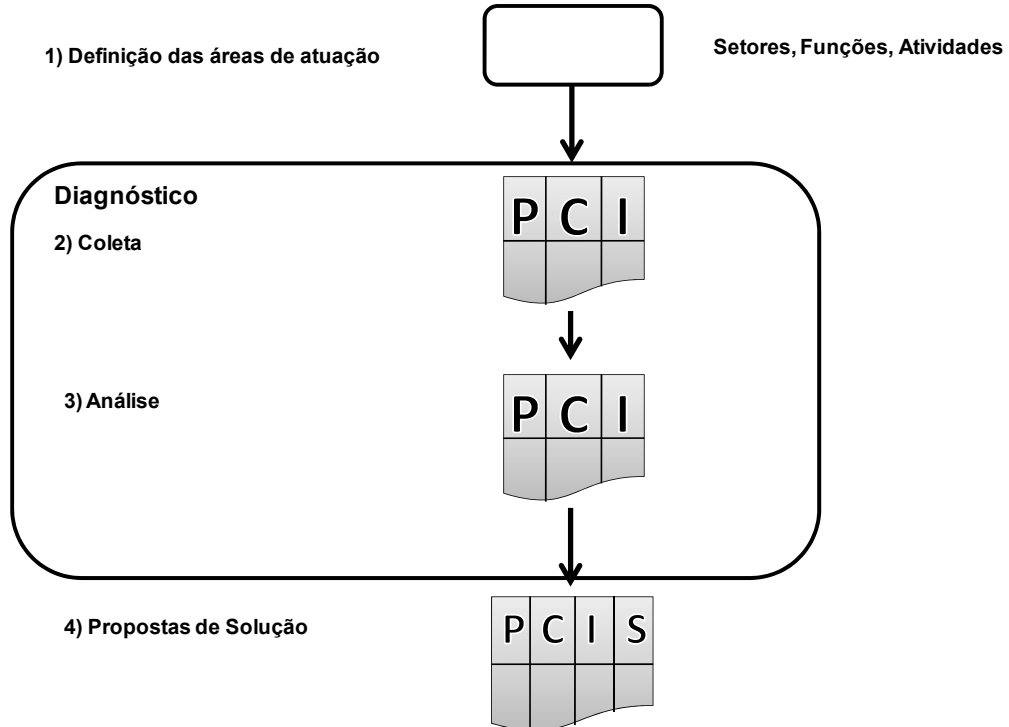 1) Definição das áreas de atuação
Setores, Funções, Atividades
Diagnóstico
2) Coleta
P C I
3) Análise
P C I
4) Propostas de Solução
P C I S